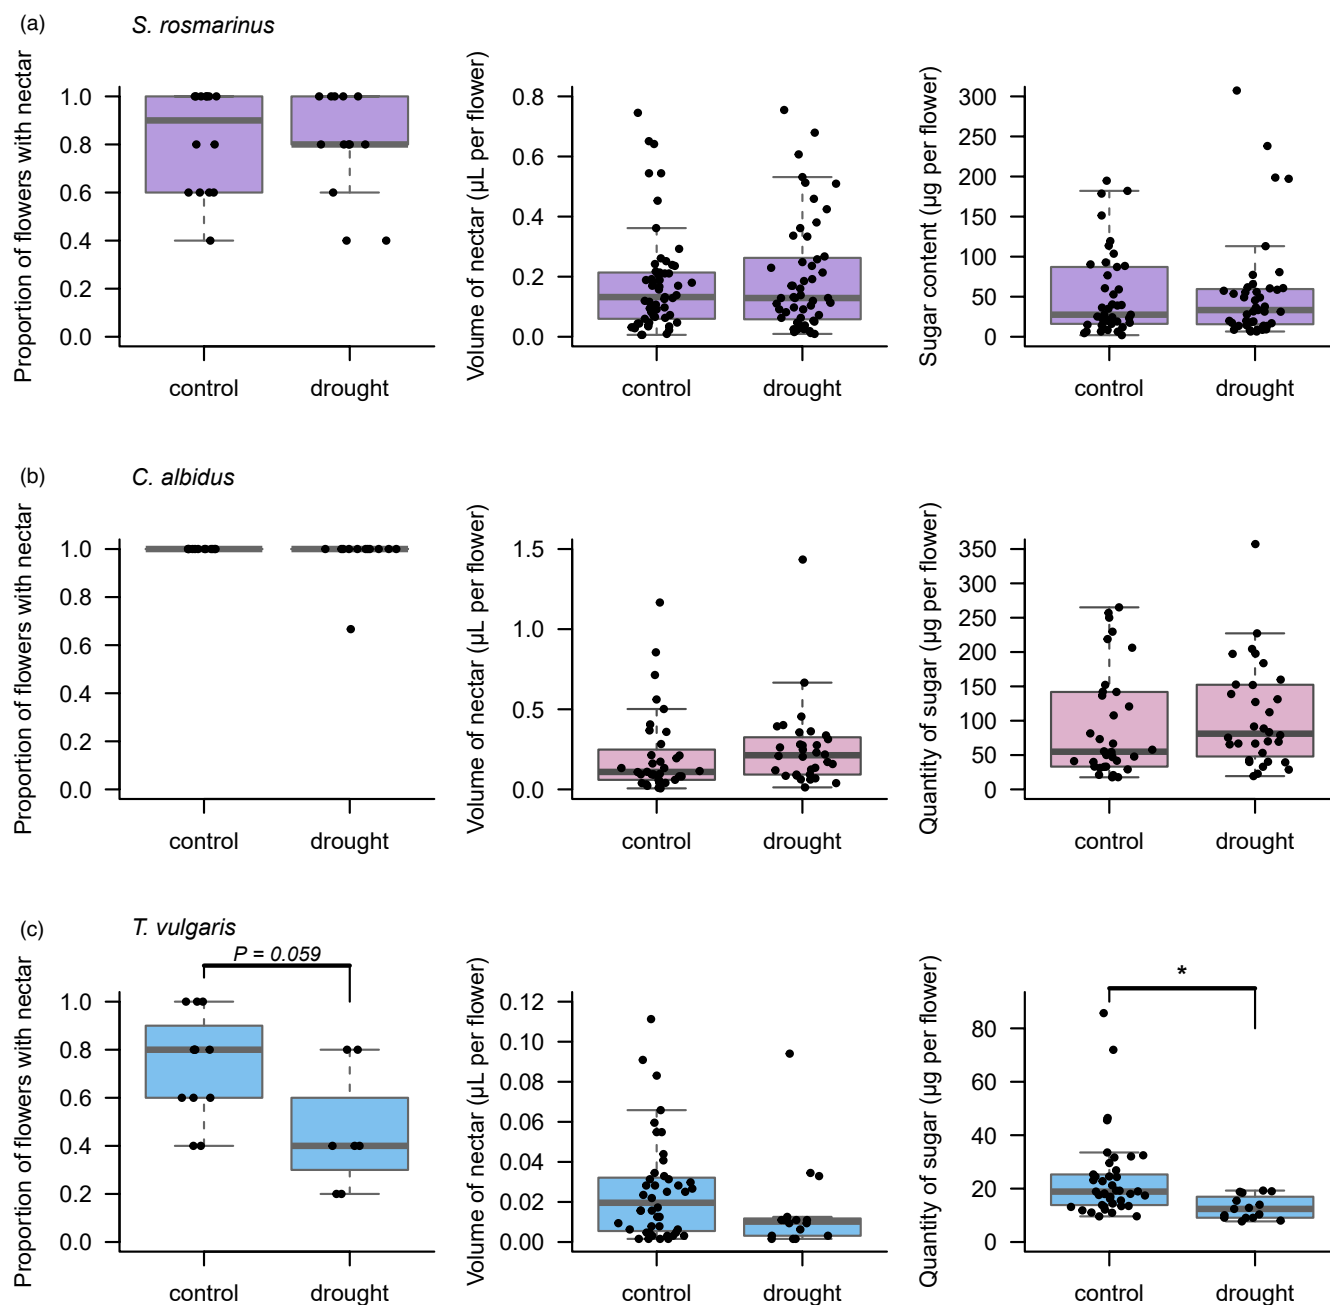 (a)
S. rosmarinus
Proportion of flowers with nectar
1.0
0.8
0.6
0.4
0.2
0.0
control drought
Volume of nectar (µL per flower)
0.8
0.6
0.4
0.2
0.0
control drought
Sugar content (µg per flower)
300
250
200
150
100
50
0
control drought
(b)
C. albidus
Proportion of flowers with nectar
1.0
0.8
0.6
0.4
0.2
0.0
control drought
Volume of nectar (µL per flower)
1.5
1.0
0.5
0.0
control drought
Quantity of sugar (µg per flower)
350
300
250
200
150
100
50
0
control drought
(c)
T. vulgaris
P = 0.059
Proportion of flowers with nectar
1.0
0.8
0.6
0.4
0.2
0.0
control drought
Volume of nectar (µL per flower)
0.12
0.10
0.08
0.06
0.04
0.02
0.00
control drought
*
Quantity of sugar (µg per flower)
80
60
40
20
0
control drought